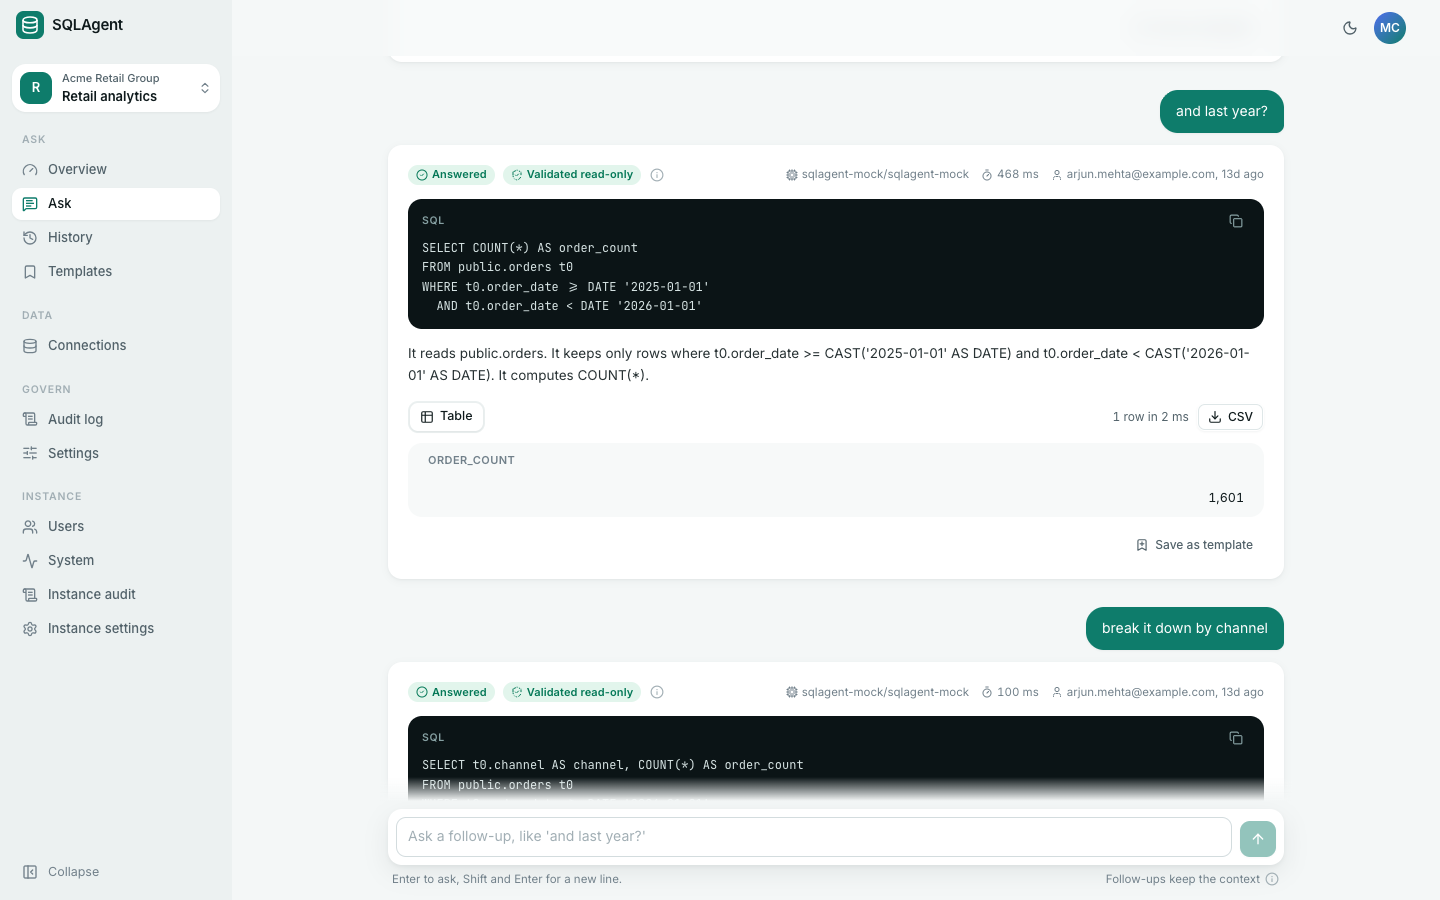 SQLAgent
MC
R
Acme Retail Group
Retail analytics
ASK
Overview
Ask
History
Templates
DATA
Connections
GOVERN
Audit log
Settings
INSTANCE
Users
System
Instance audit
Instance settings
Collapse
and last year?
Answered
Validated read-only
sqlagent-mock/sqlagent-mock
468 ms
arjun.mehta@example.com, 13d ago
SQL
SELECT COUNT(*) AS order_count
FROM public.orders t0
WHERE t0.order_date >= DATE '2025-01-01'
AND t0.order_date < DATE '2026-01-01'
It reads public.orders. It keeps only rows where t0.order_date >= CAST('2025-01-01' AS DATE) and t0.order_date < CAST('2026-01-
01' AS DATE). It computes COUNT(*).
Table
1 row in 2 ms
CSV
ORDER_COUNT
1,601
Save as template
break it down by channel
Answered
Validated read-only
sqlagent-mock/sqlagent-mock
100 ms
arjun.mehta@example.com, 13d ago
SQL
SELECT t0.channel AS channel, COUNT(*) AS order_count
FROM public.orders t0
Ask a follow-up, like 'and last year?'
Enter to ask, Shift and Enter for a new line.
Follow-ups keep the context